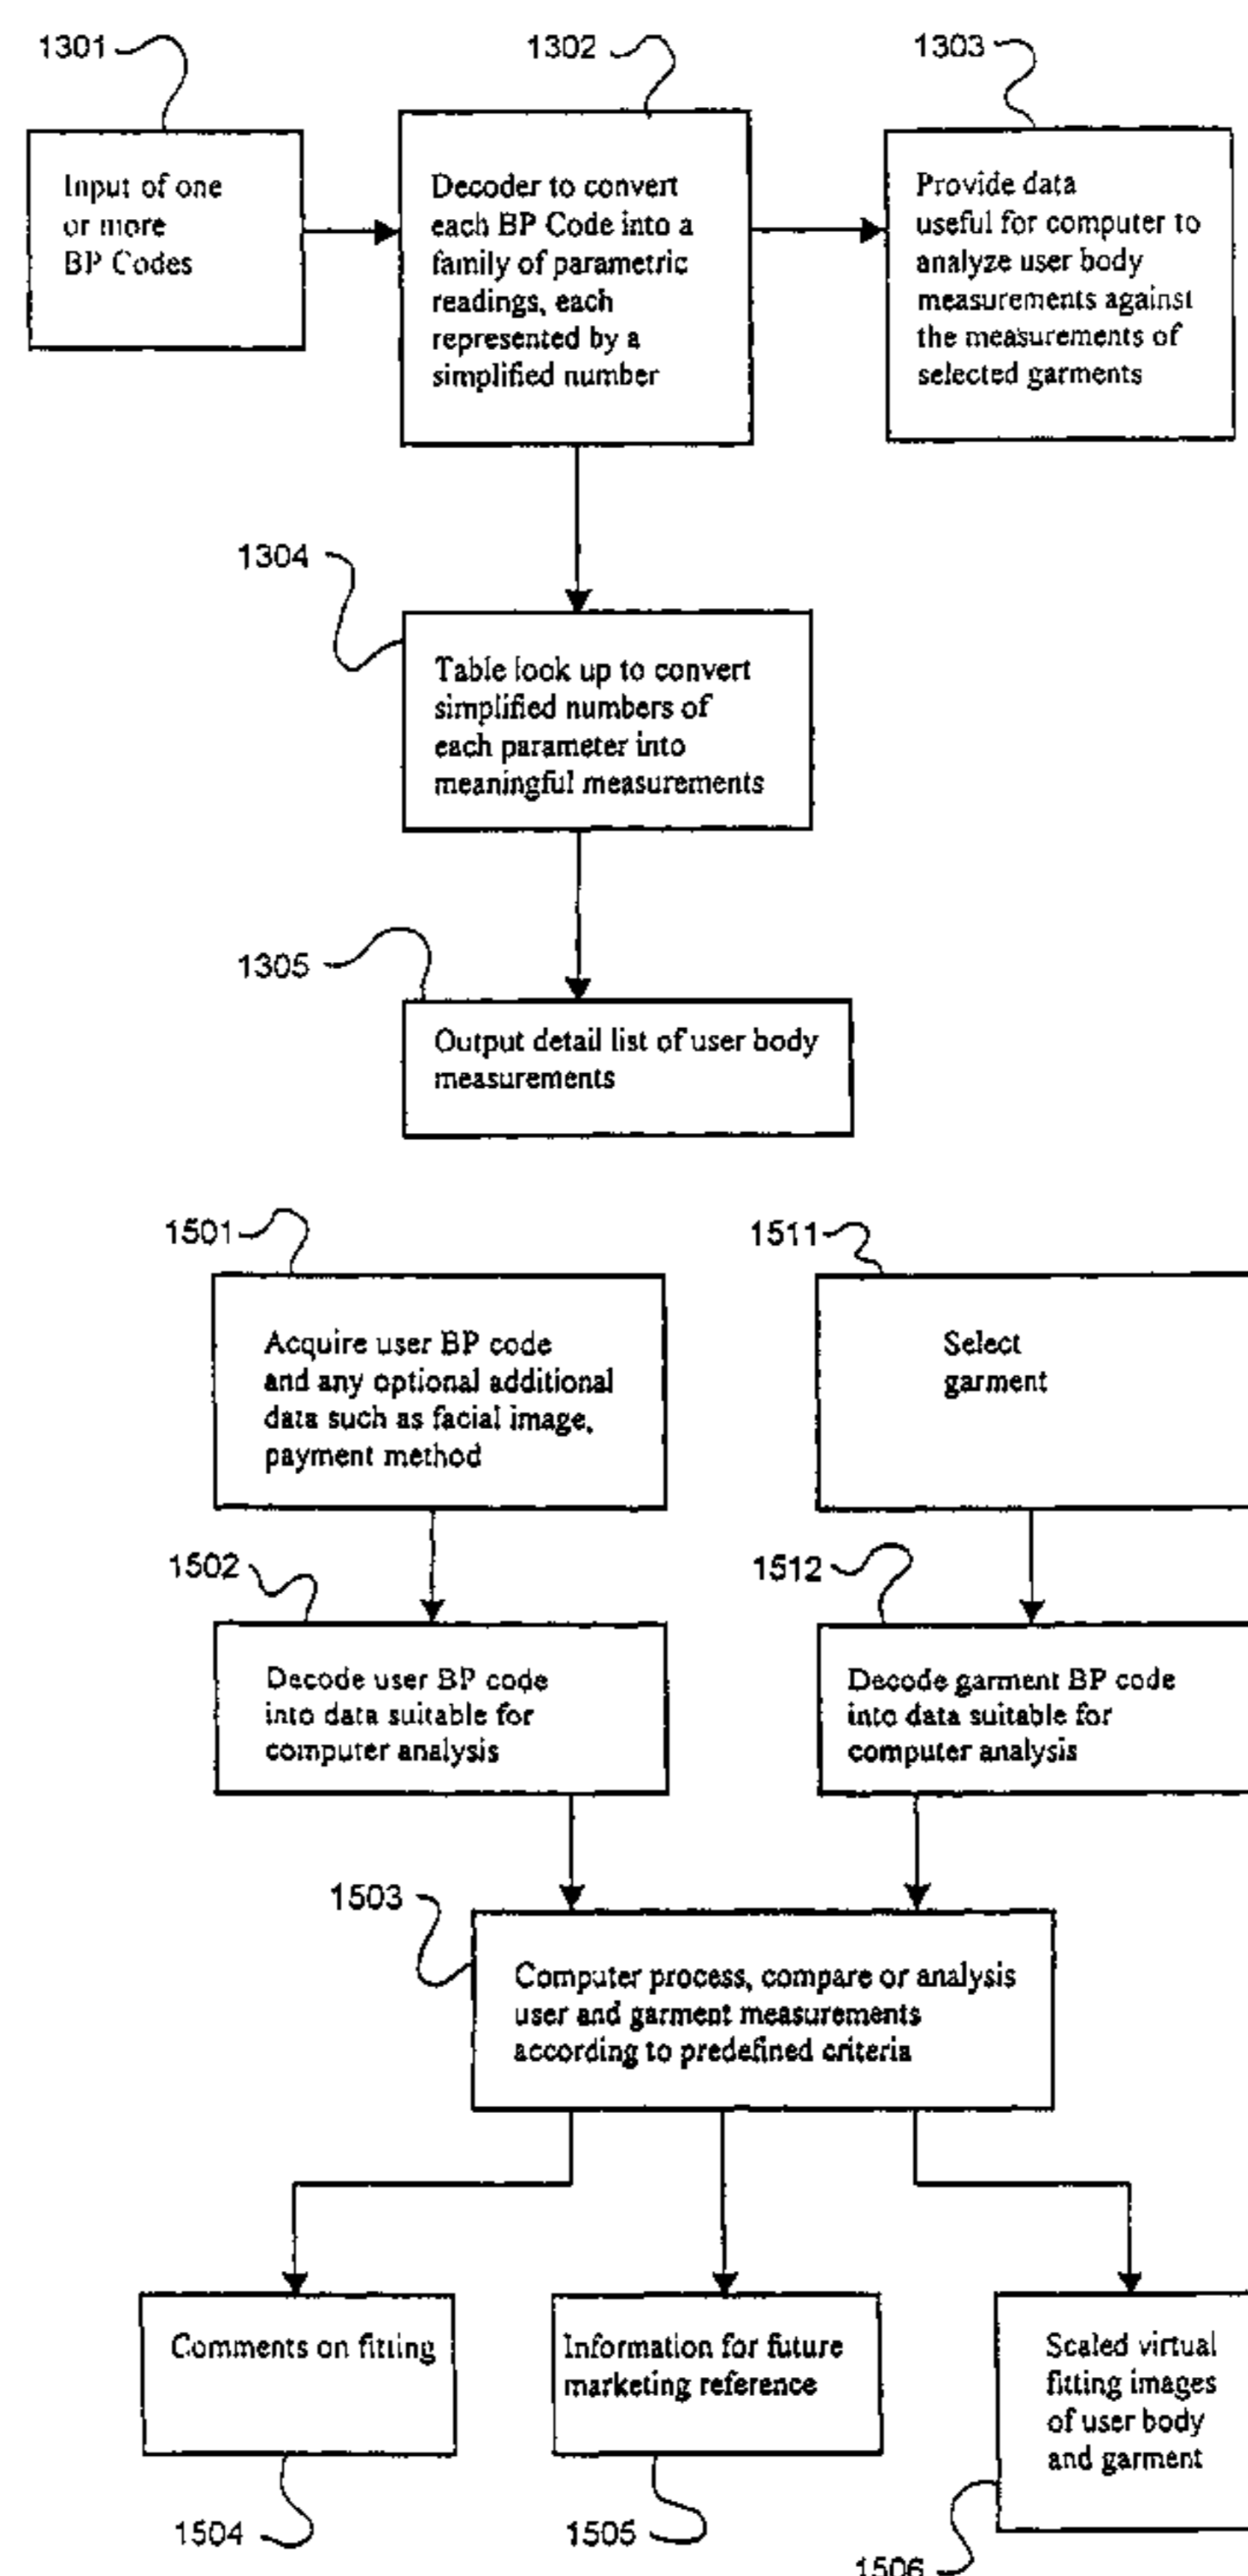 1301
1302
1303
Input of one
or more
BP Codes
Decoder to convert
each BP Code into a
family of parametric
readings, each
represented by a
simplified number
Provide data
useful for computer to
analyze user body
measurements against
the measurements of
selected garments
1304
Table look up to convert
simplified numbers of
each parameter into
meaningful measurements
1305
Output detail list of user body
measurements
1501
1511
Acquire user BP code
and any optional additional
data such as facial image,
payment method
Select
garment
1502
1512
Decode user BP code
into data suitable for
computer analysis
Decode garment BP code
into data suitable for
computer analysis
1503
Computer process, compare or analysis
user and garment measurements
according to predefined criteria
Comments on fitting
Information for future
marketing reference
Scaled virtual
fitting images
of user body
and garment
1504
1505
1506